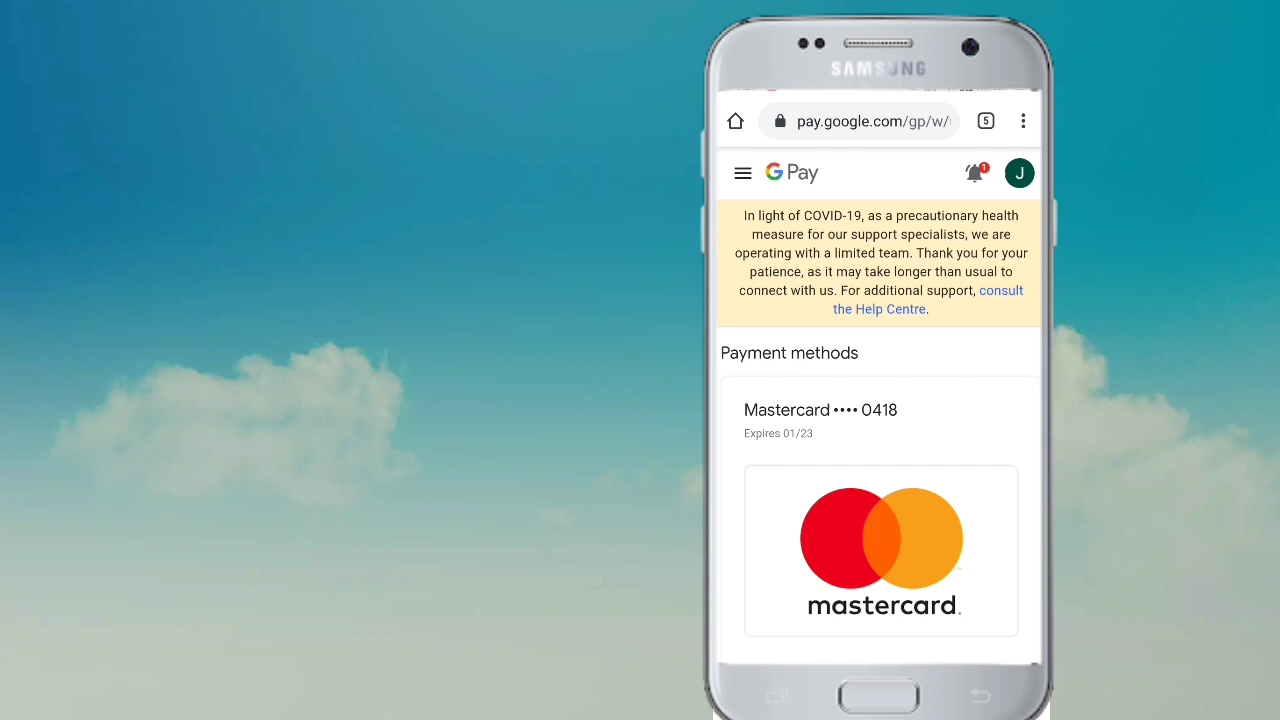 SAMSUNG
pay.google.com/gp/w/
5
G Pay
1
J
In light of COVID-19, as a precautionary health
measure for our support specialists, we are
operating with a limited team. Thank you for your
patience, as it may take longer than usual to
connect with us. For additional support, consult
the Help Centre.
Payment methods
Mastercard •••• 0418
Expires 01/23
mastercard.